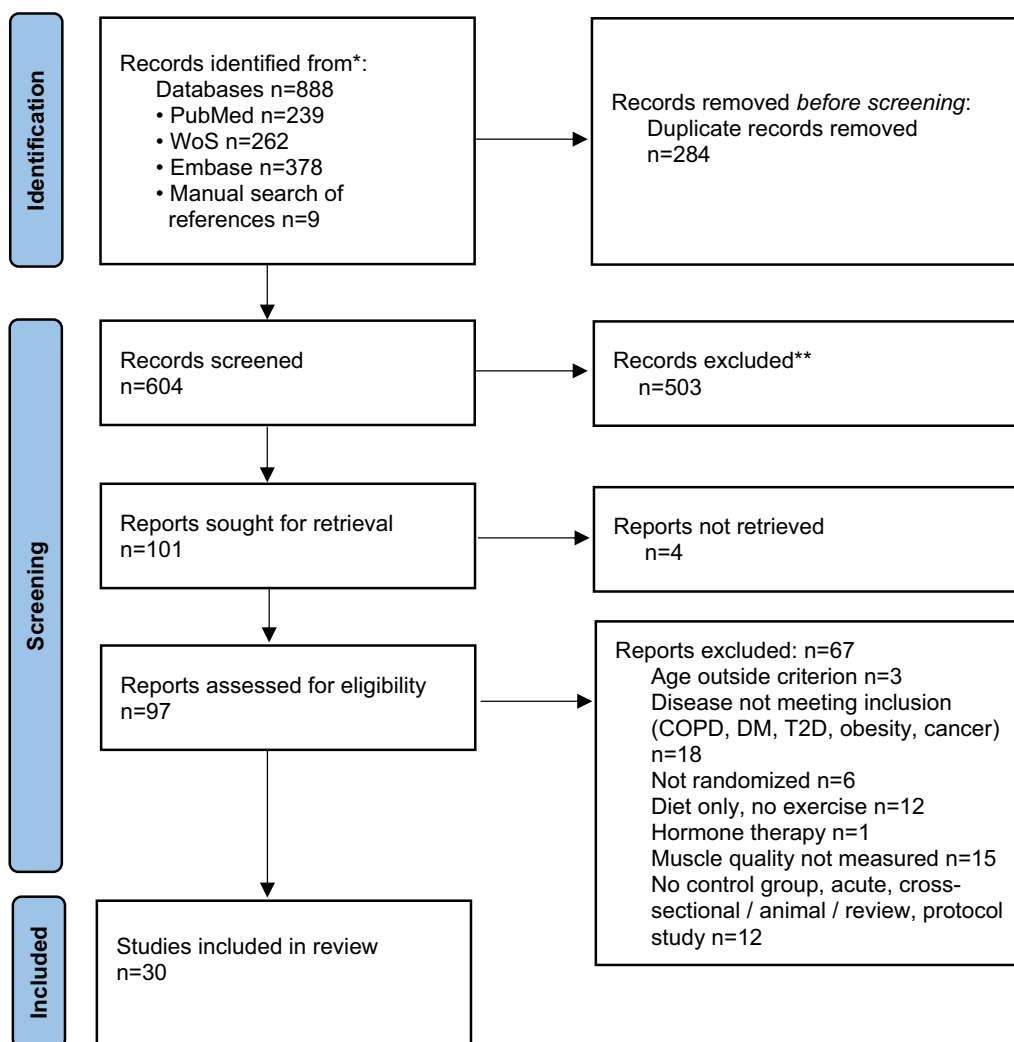 Identification
Records identified from*:
Databases n=888
• PubMed n=239
• WoS n=262
• Embase n=378
• Manual search of
references n=9
Records removed before screening:
Duplicate records removed
n=284
Screening
Records screened
n=604
Records excluded**
n=503
Reports sought for retrieval
n=101
Reports not retrieved
n=4
Reports assessed for eligibility
n=97
Reports excluded: n=67
Age outside criterion n=3
Disease not meeting inclusion
(COPD, DM, T2D, obesity, cancer)
n=18
Not randomized n=6
Diet only, no exercise n=12
Hormone therapy n=1
Muscle quality not measured n=15
No control group, acute, cross-
sectional / animal / review, protocol
study n=12
Included
Studies included in review
n=30